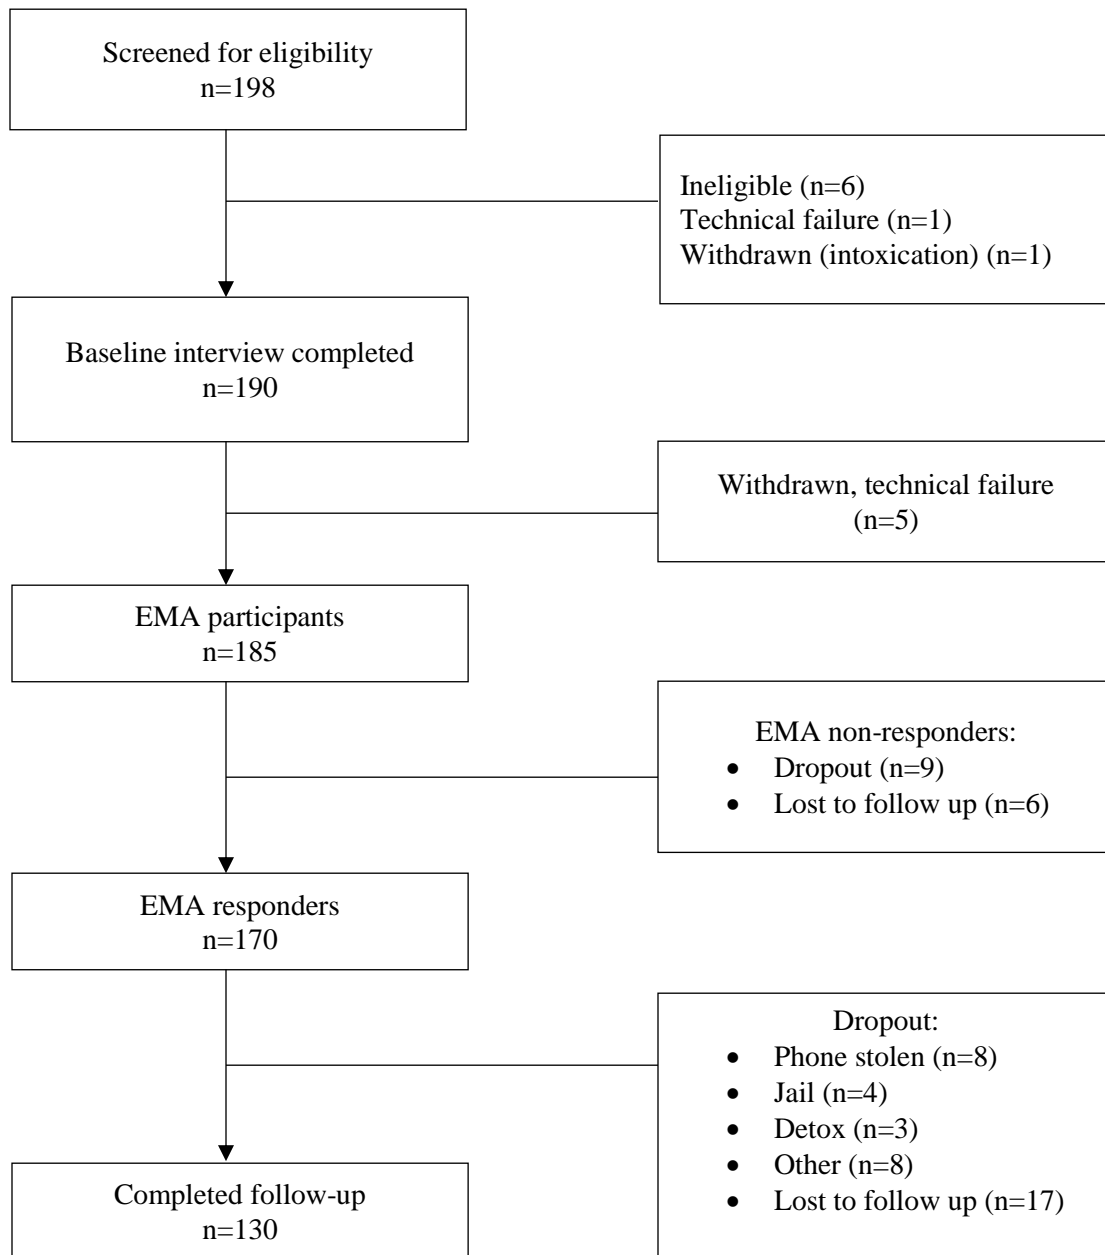 Screened for eligibility
n=198
Ineligible (n=6)
Technical failure (n=1)
Withdrawn (intoxication) (n=1)
Baseline interview completed
n=190
Withdrawn, technical failure
(n=5)
EMA participants
n=185
EMA non-responders:
• Dropout (n=9)
• Lost to follow up (n=6)
EMA responders
n=170
Dropout:
• Phone stolen (n=8)
• Jail (n=4)
• Detox (n=3)
• Other (n=8)
• Lost to follow up (n=17)
Completed follow-up
n=130